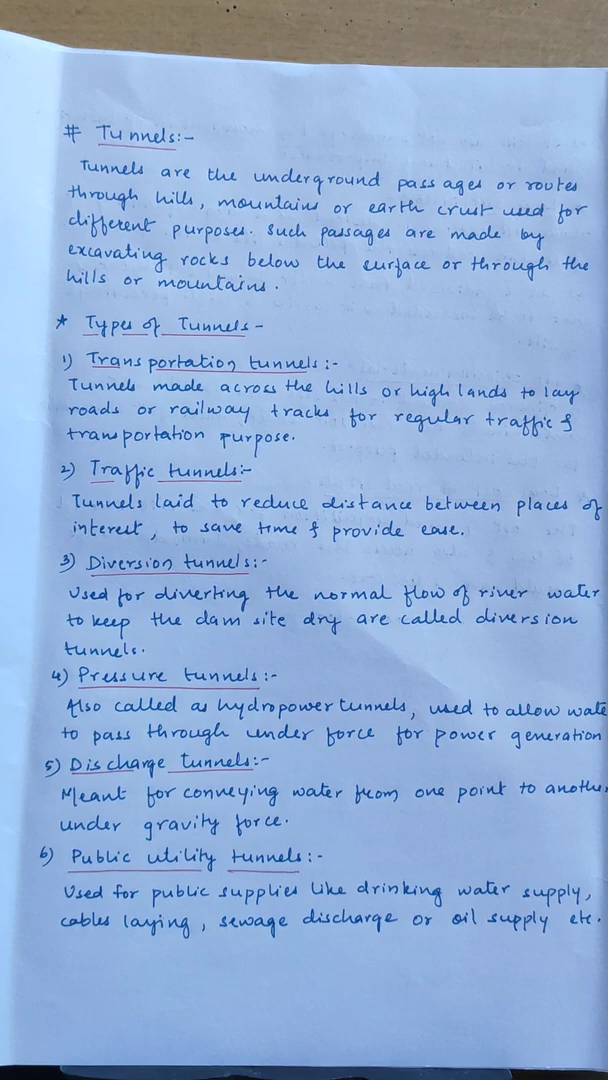 # Tunnels:-
Tunnels are the underground passages or routes
through hills, mountains or earth crust used for
different purposes. Such passages are made by
excavating rocks below the surface or through the
hills or mountains.
* Types of Tunnels -
1) Transportation tunnels:-
Tunnels made across the hills or high lands to lay
roads or railway tracks for regular traffic &
transportation purpose.
2) Traffic tunnels:-
Tunnels laid to reduce distance between places of
interest, to save time & provide ease.
3) Diversion tunnels:-
Used for diverting the normal flow of river water
to keep the dam site dry are called diversion
tunnels.
4) Pressure tunnels:-
Also called as hydropower tunnels, used to allow wate
to pass through under force for power generation
5) Discharge tunnels:-
Meant for conveying water from one point to another
under gravity force.
6) Public utility tunnels:-
Used for public supplies like drinking water supply,
cables laying, sewage discharge or oil supply etc.